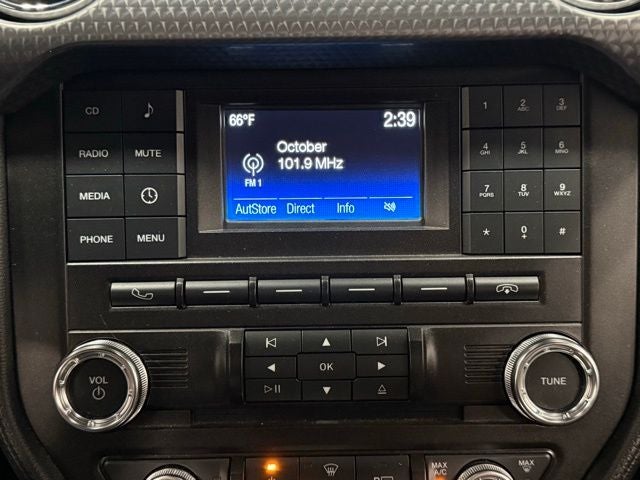 66°F 2:39
October
101.9 MHz
FM 1
AutoStore Direct Info
CD
RADIO MUTE
MEDIA
PHONE MENU
1 2 ABC 3 DEF
4 GHI 5 JKL 6 MNO
7 PQRS 8 TUV 9 WXYZ
* 0 + #
OK
VOL
TUNE
MAX A/C
MAX